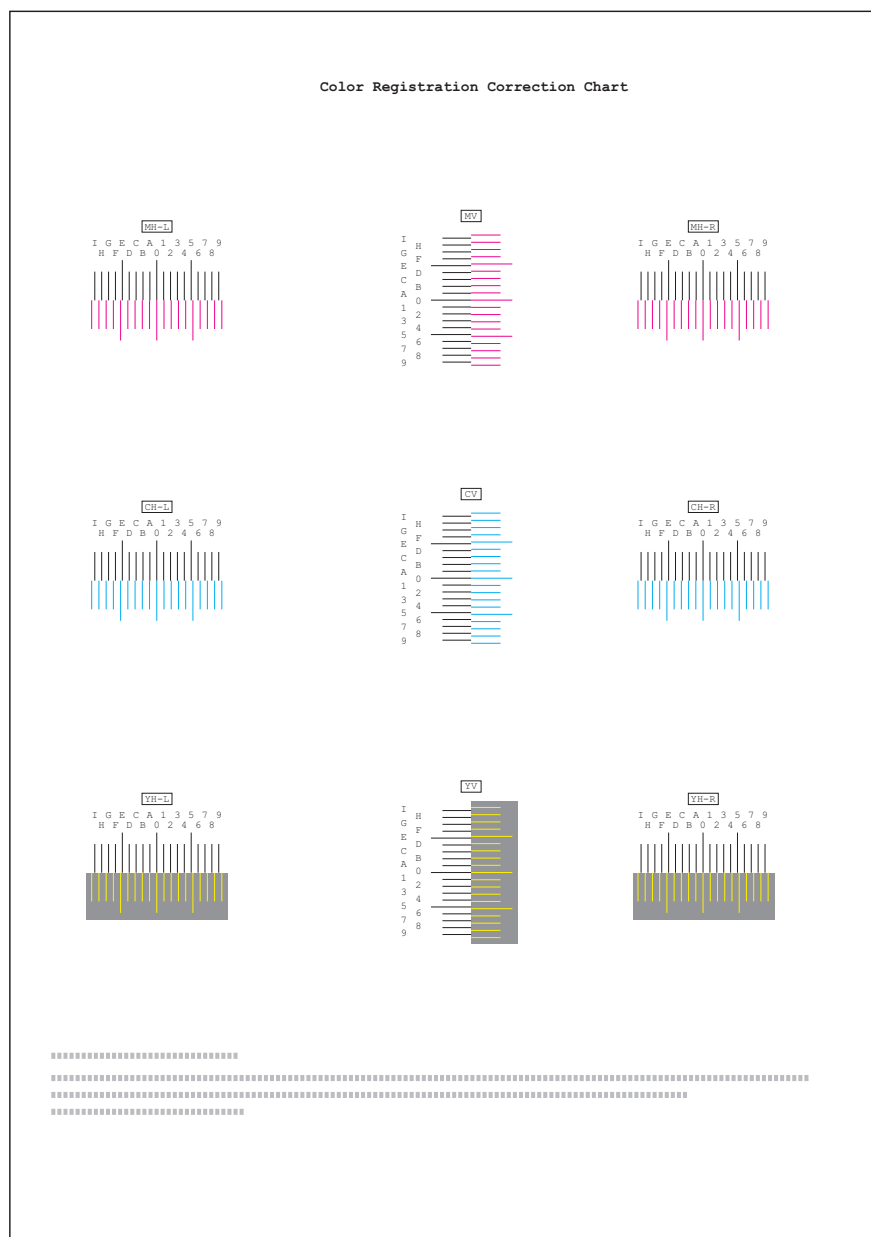 Color Registration Correction Chart
MH-L
I G E C A 1 3 5 7 9
H F D B 0 2 4 6 8
MV
I
H
G
F
E
D
C
B
A
0
1
2
3
4
5
6
7
8
9
MH-R
I G E C A 1 3 5 7 9
H F D B 0 2 4 6 8
CH-L
I G E C A 1 3 5 7 9
H F D B 0 2 4 6 8
CV
I
H
G
F
E
D
C
B
A
0
1
2
3
4
5
6
7
8
9
CH-R
I G E C A 1 3 5 7 9
H F D B 0 2 4 6 8
YH-L
I G E C A 1 3 5 7 9
H F D B 0 2 4 6 8
YV
I
H
G
F
E
D
C
B
A
0
1
2
3
4
5
6
7
8
9
YH-R
I G E C A 1 3 5 7 9
H F D B 0 2 4 6 8